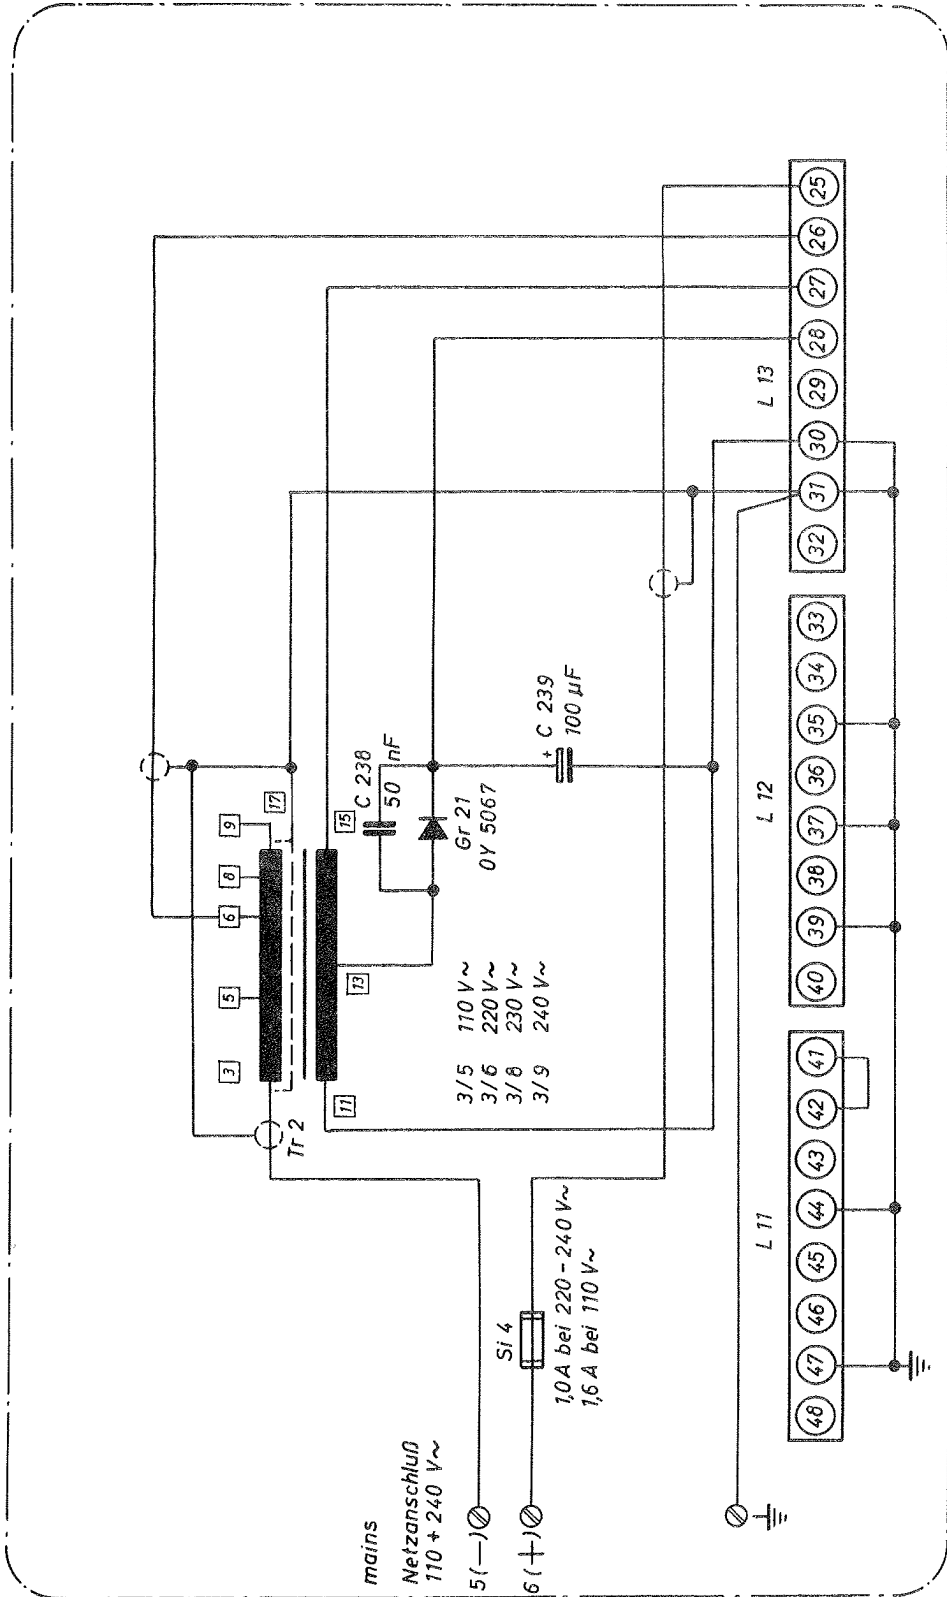 mains
Netzanschluß
110 ÷ 240 V~
5(—)
6(+)
Si 4
1,0 A bei 220-240 V~
1,6 A bei 110 V~
Tr 2
3
5
6
8
9
17
11
13
15
C 238
50 nF
Gr 21
OY 5067
+
C 239
100 µF
3/5 110 V~
3/6 220 V~
3/8 230 V~
3/9 240 V~
L 11
48
47
46
45
44
43
42
41
L 12
40
39
38
37
36
35
34
33
L 13
32
31
30
29
28
27
26
25